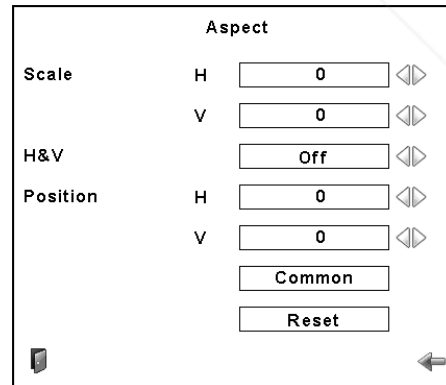 Aspect
Scale H 0
V 0
H&V Off
Position H 0
V 0
Common
Reset